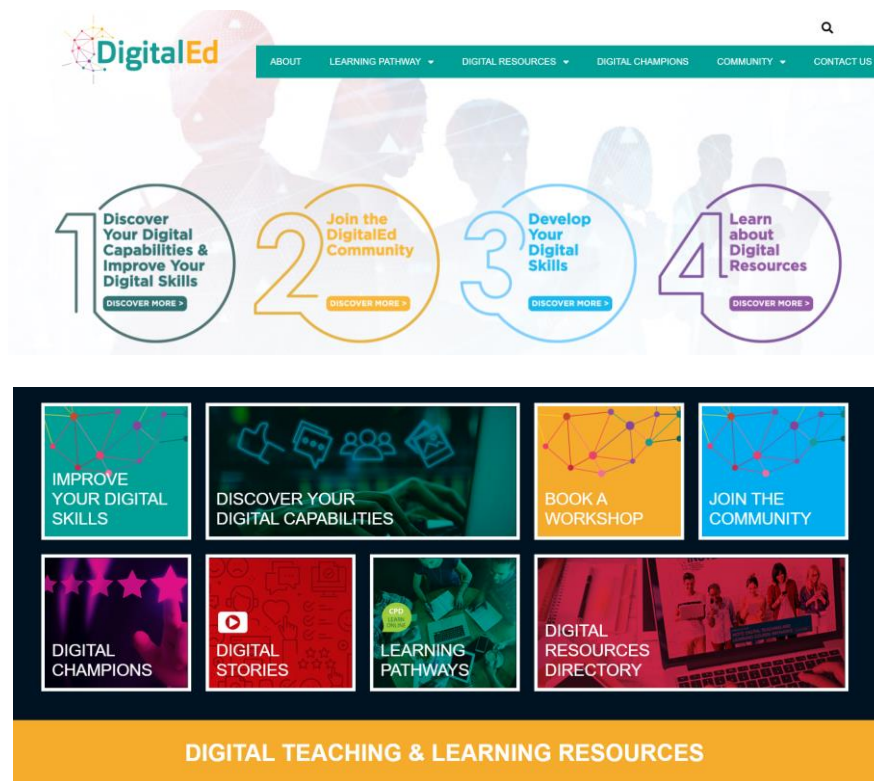 DigitalEd
ABOUT LEARNING PATHWAY DIGITAL RESOURCES DIGITAL CHAMPIONS COMMUNITY CONTACT US
1
Discover
Your Digital
Capabilities &
Improve Your
Digital Skills
DISCOVER MORE >
2
Join the
DigitalEd
Community
DISCOVER MORE >
3
Develop
Your
Digital
Skills
DISCOVER MORE >
4
Learn
about
Digital
Resources
DISCOVER MORE >
IMPROVE
YOUR DIGITAL
SKILLS
DISCOVER YOUR
DIGITAL CAPABILITIES
BOOK A
WORKSHOP
JOIN THE
COMMUNITY
DIGITAL
CHAMPIONS
DIGITAL
STORIES
CPD
LEARN
ONLINE
LEARNING
PATHWAYS
DIGITAL
RESOURCES
DIRECTORY
DIGITAL TEACHING & LEARNING RESOURCES